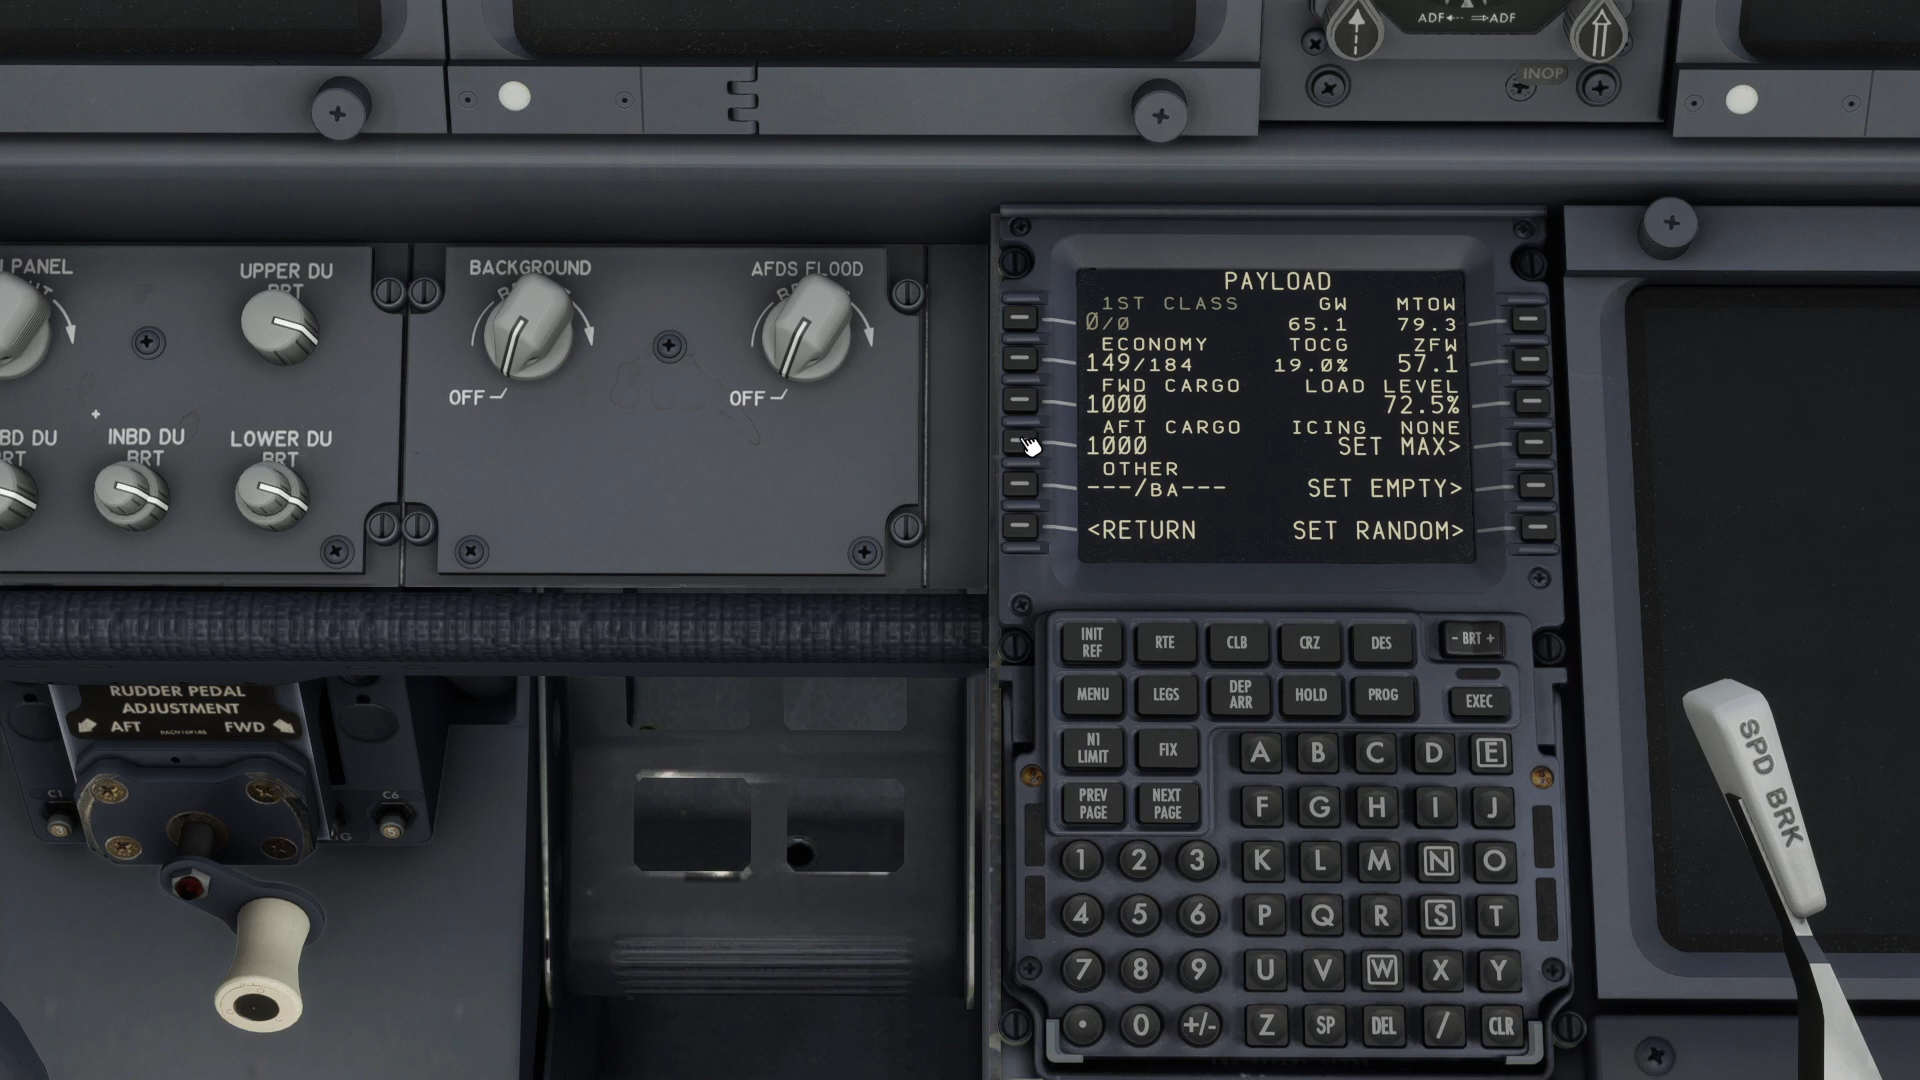 ADF ADF
INOP
PANEL
UPPER DU
BRT
BACKGROUND
OFF
AFDS FLOOD
OFF
BD DU
INBD DU
BRT
LOWER DU
BRT
PAYLOAD
1ST CLASS GW MTOW
0/0 65.1 79.3
ECONOMY TOCG ZFW
149/184 19.0% 57.1
FWD CARGO LOAD LEVEL
1000 72.5%
AFT CARGO ICING NONE
1000 SET MAX>
OTHER
---/BA--- SET EMPTY>
<RETURN SET RANDOM>
RUDDER PEDAL
ADJUSTMENT
AFT FWD
C1
C6
INIT REF RTE CLB CRZ DES - BRT +
MENU LEGS DEP ARR HOLD PROG EXEC
N1 LIMIT FIX A B C D E
PREV PAGE NEXT PAGE F G H I J
1 2 3 K L M N O
4 5 6 P Q R S T
7 8 9 U V W X Y
. 0 +/- Z SP DEL / CLR
SPD BRK